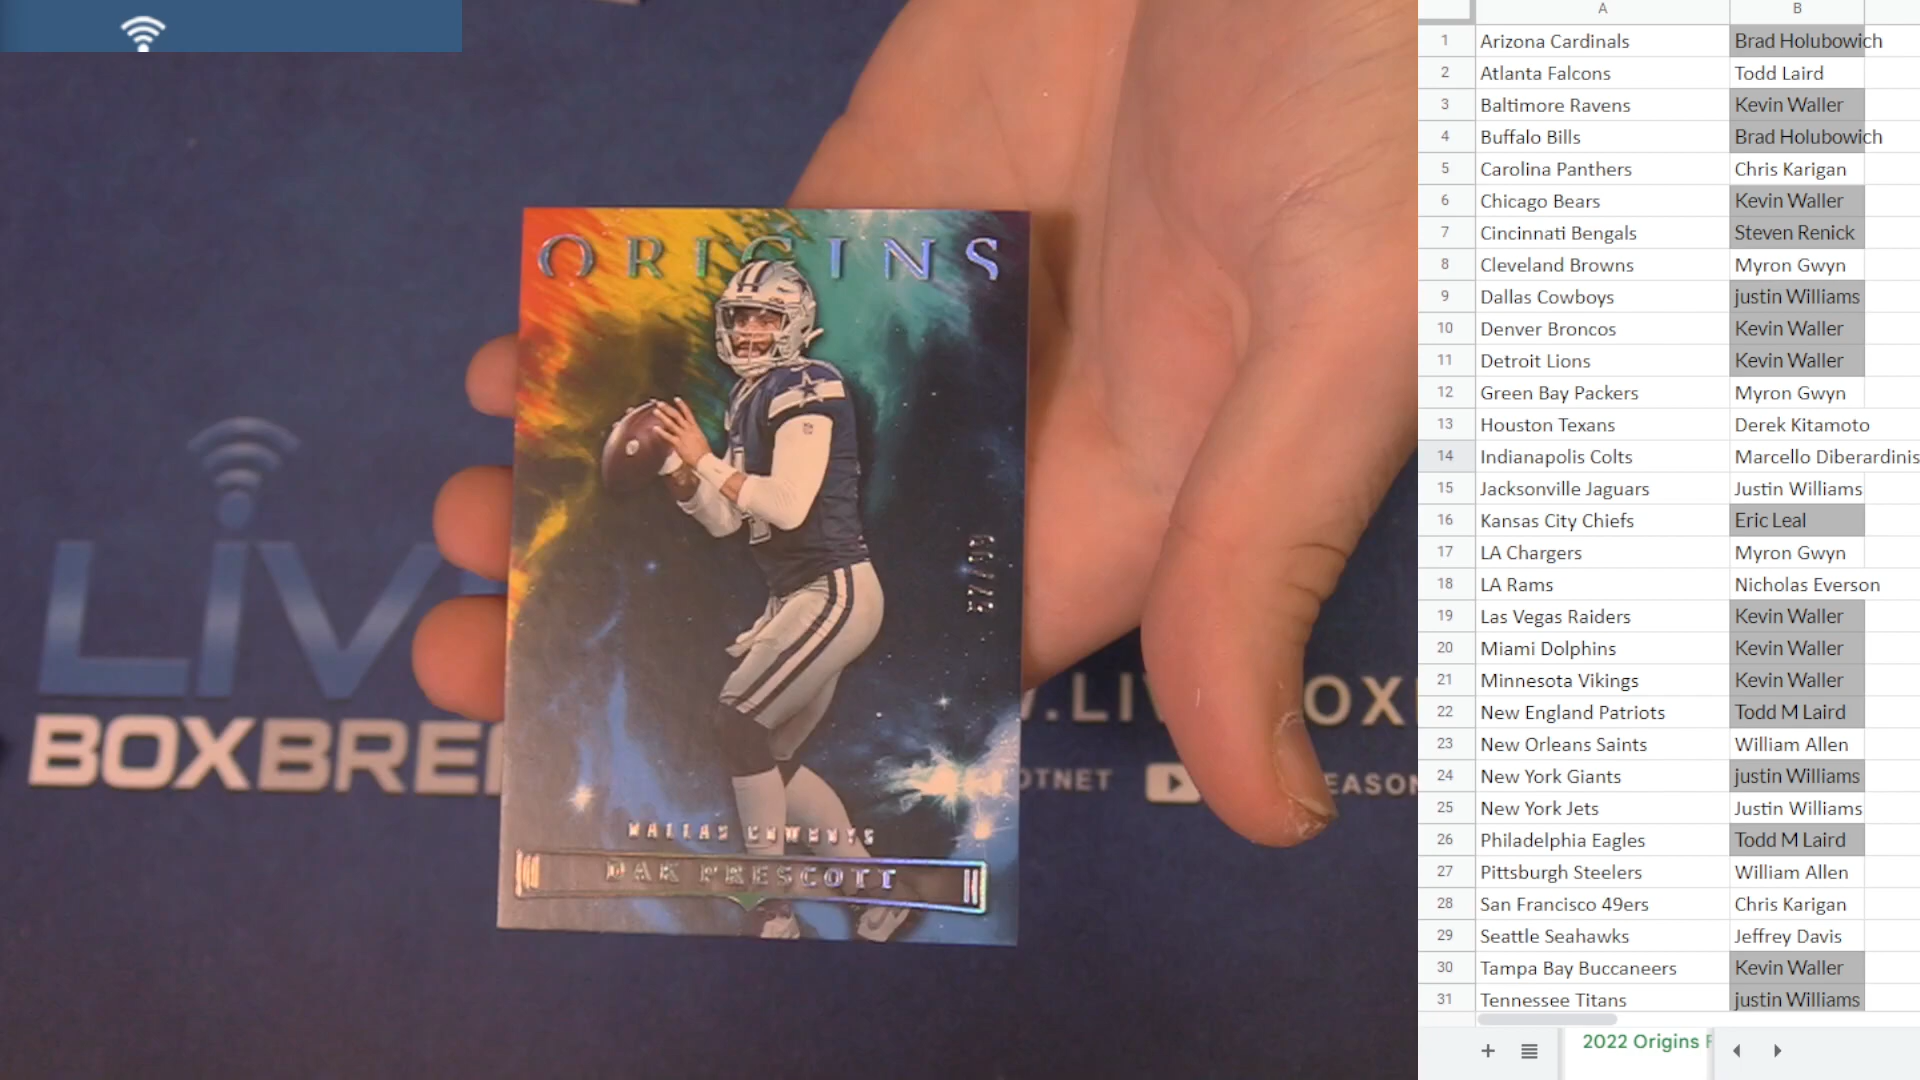 ORIGINS
57/99
DALLAS COWBOYS
DAK PRESCOTT
LIV
BOXBRE
.LIV
OX
OTNET
EASON
A
B
1 Arizona Cardinals Brad Holubowich
2 Atlanta Falcons Todd Laird
3 Baltimore Ravens Kevin Waller
4 Buffalo Bills Brad Holubowich
5 Carolina Panthers Chris Karigan
6 Chicago Bears Kevin Waller
7 Cincinnati Bengals Steven Renick
8 Cleveland Browns Myron Gwyn
9 Dallas Cowboys justin Williams
10 Denver Broncos Kevin Waller
11 Detroit Lions Kevin Waller
12 Green Bay Packers Myron Gwyn
13 Houston Texans Derek Kitamoto
14 Indianapolis Colts Marcello Diberardinis
15 Jacksonville Jaguars Justin Williams
16 Kansas City Chiefs Eric Leal
17 LA Chargers Myron Gwyn
18 LA Rams Nicholas Everson
19 Las Vegas Raiders Kevin Waller
20 Miami Dolphins Kevin Waller
21 Minnesota Vikings Kevin Waller
22 New England Patriots Todd M Laird
23 New Orleans Saints William Allen
24 New York Giants justin Williams
25 New York Jets Justin Williams
26 Philadelphia Eagles Todd M Laird
27 Pittsburgh Steelers William Allen
28 San Francisco 49ers Chris Karigan
29 Seattle Seahawks Jeffrey Davis
30 Tampa Bay Buccaneers Kevin Waller
31 Tennessee Titans justin Williams
2022 Origins